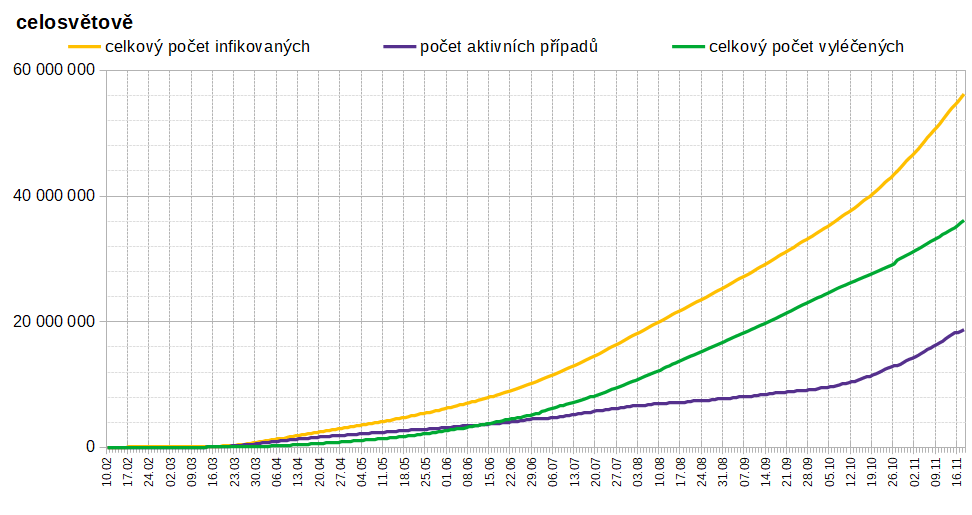 celosvětově
celkový počet infikovaných počet aktivních případů celkový počet vyléčených
60 000 000
40 000 000
20 000 000
0
10.02 17.02 24.02 02.03 09.03 16.03 23.03 30.03 06.04 13.04 20.04 27.04 04.05 11.05 18.05 25.05 01.06 08.06 15.06 22.06 29.06 06.07 13.07 20.07 27.07 03.08 10.08 17.08 24.08 31.08 07.09 14.09 21.09 28.09 05.10 12.10 19.10 26.10 02.11 09.11 16.11